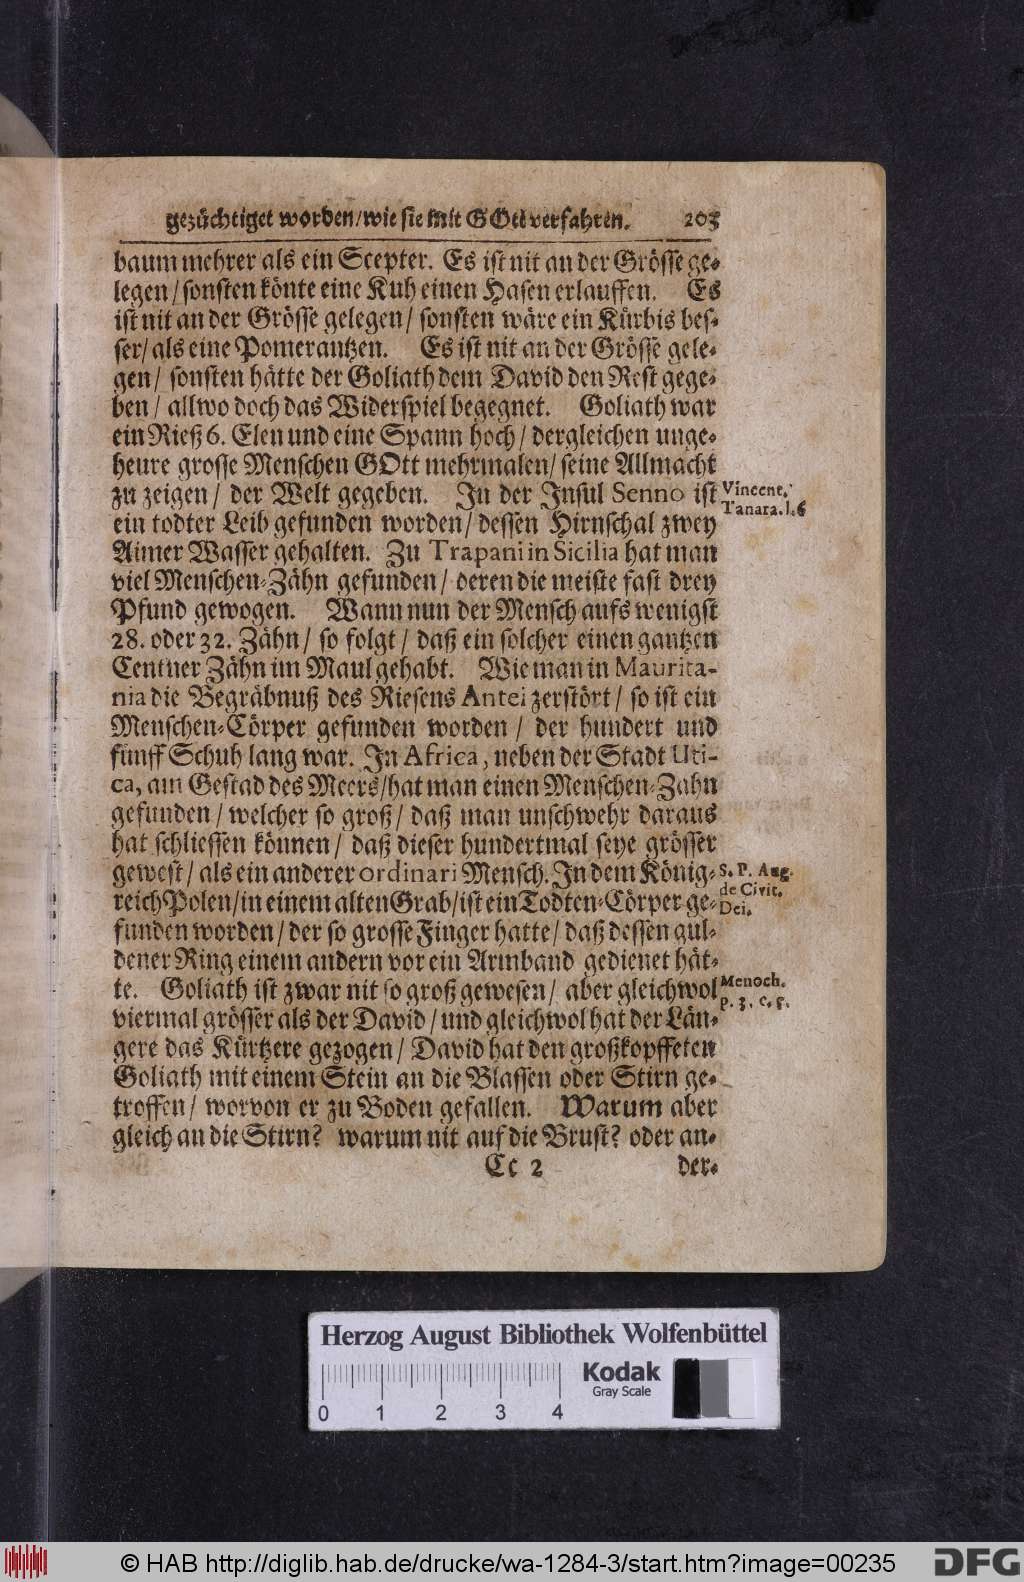 gezüchtiget worden/wie sie mit GOtt verfahren. 203
baum mehrer als ein Scepter. Es ist nit an der Grösse ge-
legen/sonsten könte eine Kuh einen Hasen erlauffen. Es
ist nit an der Grösse gelegen/ sonsten wäre ein Kürbis bes-
ser/als eine Pomerantzen. Es ist nit an der Grösse gele-
gen/ sonsten hätte der Goliath dem David den Rest gege-
ben/ allwo doch das Widerspiel begegnet. Goliath war
ein Rieß 6. Elen und eine Spann hoch/ dergleichen unge-
heure grosse Menschen GOtt mehrmalen/ seine Allmacht
zu zeigen/ der Welt gegeben. In der Insul Senno ist
Vincent.
Tanara. l. 6
ein todter Leib gefunden worden/ dessen Hirnschal zwey
Aimer Wasser gehalten. Zu Trapani in Sicilia hat man
viel Menschen-Zähn gefunden/ deren die meiste fast drey
Pfund gewogen. Wann nun der Mensch aufs wenigst
28. oder 32. Zähn/ so folgt/ daß ein solcher einen gantzen
Centner Zähn im Maul gehabt. Wie man in Maurita-
nia die Begräbnuß des Riesens Antei zerstört/ so ist ein
Menschen-Cörper gefunden worden/ der hundert und
fünff Schuh lang war. In Africa, neben der Stadt Uti-
ca, am Gestad des Meers/hat man einen Menschen-Zahn
gefunden/ welcher so groß/ daß man unschwehr daraus
hat schliessen können/ daß dieser hundertmal seye grösser
gewest/ als ein anderer ordinari Mensch. In dem König-
S. P. Aug.
de Civit.
Dei.
reich Polen/in einem alten Grab/ist ein Todten-Cörper ge-
funden worden/ der so grosse Finger hatte/ daß dessen gul-
dener Ring einem andern vor ein Armband gedienet hät-
te. Goliath ist zwar nit so groß gewesen/ aber gleichwol
Menoch.
p. 3. c. 5.
viermal grösser als der David/ und gleichwol hat der Län-
gere das Kürtzere gezogen/ David hat den großkopffeten
Goliath mit einem Stein an die Blassen oder Stirn ge-
troffen/ worvon er zu Boden gefallen. Warum aber
gleich an die Stirn? warum nit auf die Brust? oder an-
Cc 2 der-
Herzog August Bibliothek Wolfenbüttel
Kodak
Gray Scale
0 1 2 3 4
© HAB http://diglib.hab.de/drucke/wa-1284-3/start.htm?image=00235
DFG